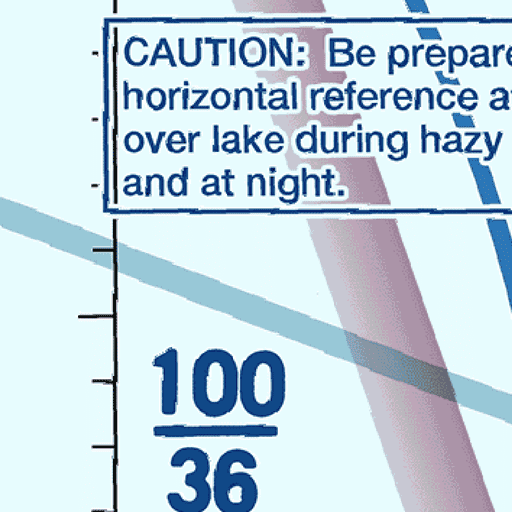 CAUTION: Be prepare
horizontal reference a
over lake during hazy
and at night.
100
36